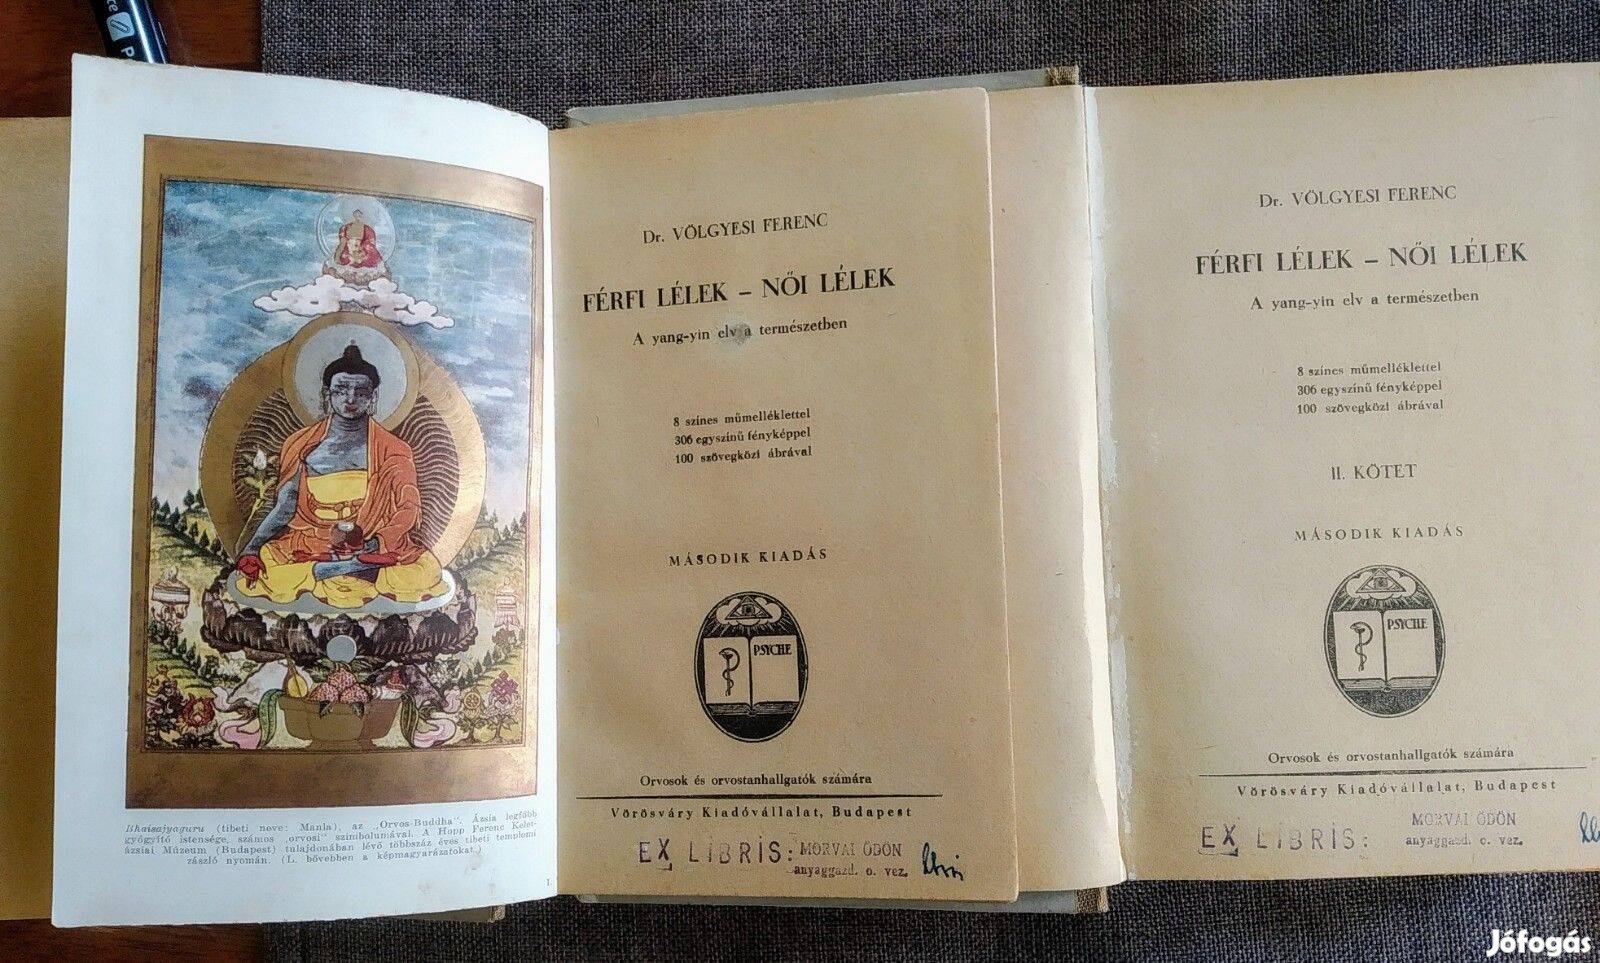 Bhaisajyaguru (tibeti neve: Manla), az „Orvos-Buddha". Ázsia legfőbb
gyógyító istensége, számos „orvosi" szimbolumával. A Hopp Ferenc Kelet-
ázsiai Múzeum (Budapest) tulajdonában lévő többszáz éves tibeti templomi
zászló nyomán. (L. bővebben a képmagyarázatokat.)
1.
Dr. VÖLGYESI FERENC
FÉRFI LÉLEK – NŐI LÉLEK
A yang-yin elv a természetben
8 színes műmelléklettel
306 egyszínű fényképpel
100 szövegközi ábrával
MÁSODIK KIADÁS
PSYCHE
Orvosok és orvostanhallgatók számára
Vörösváry Kiadóvállalat, Budapest
EX LIBRIS: MORVAI ÖDÖN
anyaggazd. o. vez.
Dr. VÖLGYESI FERENC
FÉRFI LÉLEK – NŐI LÉLEK
A yang-yin elv a természetben
8 színes műmelléklettel
306 egyszínű fényképpel
100 szövegközi ábrával
II. KÖTET
MÁSODIK KIADÁS
PSYCHE
Orvosok és orvostanhallgatók számára
Vörösváry Kiadóvállalat, Budapest
EX LIBRIS: MORVAI ÖDÖN
anyaggazd. o. vez.
Jófogás